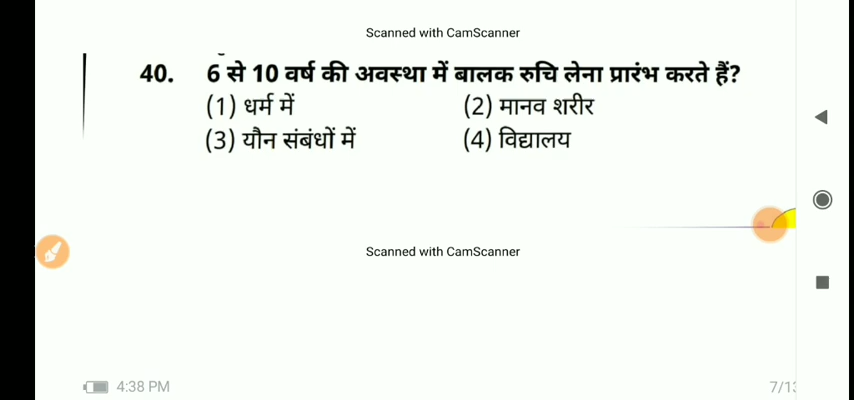 Scanned with CamScanner
40. 6 से 10 वर्ष की अवस्था में बालक रुचि लेना प्रारंभ करते हैं?
(1) धर्म में (2) मानव शरीर
(3) यौन संबंधों में (4) विद्यालय
Scanned with CamScanner
4:38 PM